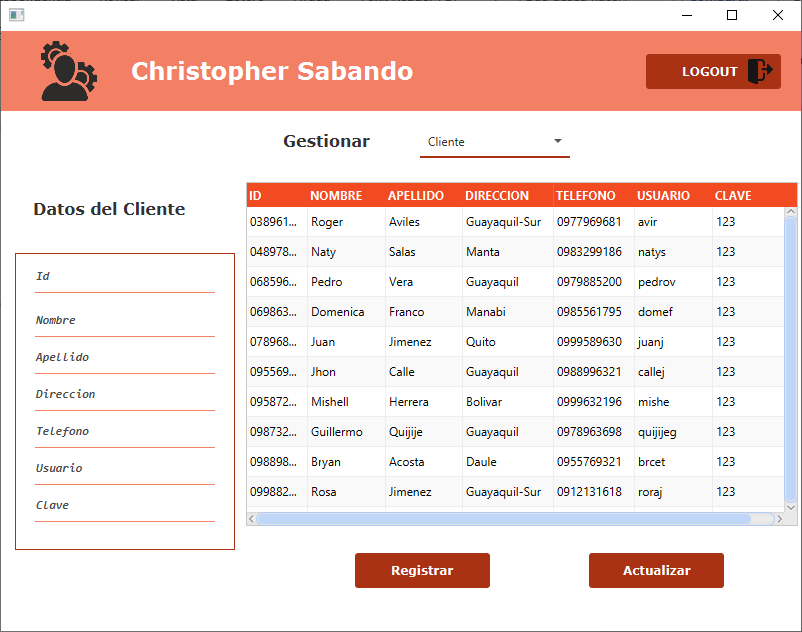 Christopher Sabando
LOGOUT
Gestionar
Cliente
Datos del Cliente
Id
Nombre
Apellido
Direccion
Telefono
Usuario
Clave
ID NOMBRE APELLIDO DIRECCION TELEFONO USUARIO CLAVE
038961... Roger Aviles Guayaquil-Sur 0977969681 avir 123
048978... Naty Salas Manta 0983299186 natys 123
068596... Pedro Vera Guayaquil 0979885200 pedrov 123
069863... Domenica Franco Manabi 0985561795 domef 123
078968... Juan Jimenez Quito 0999589630 juanj 123
095569... Jhon Calle Guayaquil 0988996321 callej 123
095872... Mishell Herrera Bolivar 0999632196 mishe 123
098732... Guillermo Quijije Guayaquil 0978963698 quijijeg 123
098898... Bryan Acosta Daule 0955769321 brcet 123
099882... Rosa Jimenez Guayaquil-Sur 0912131618 roraj 123
Registrar
Actualizar